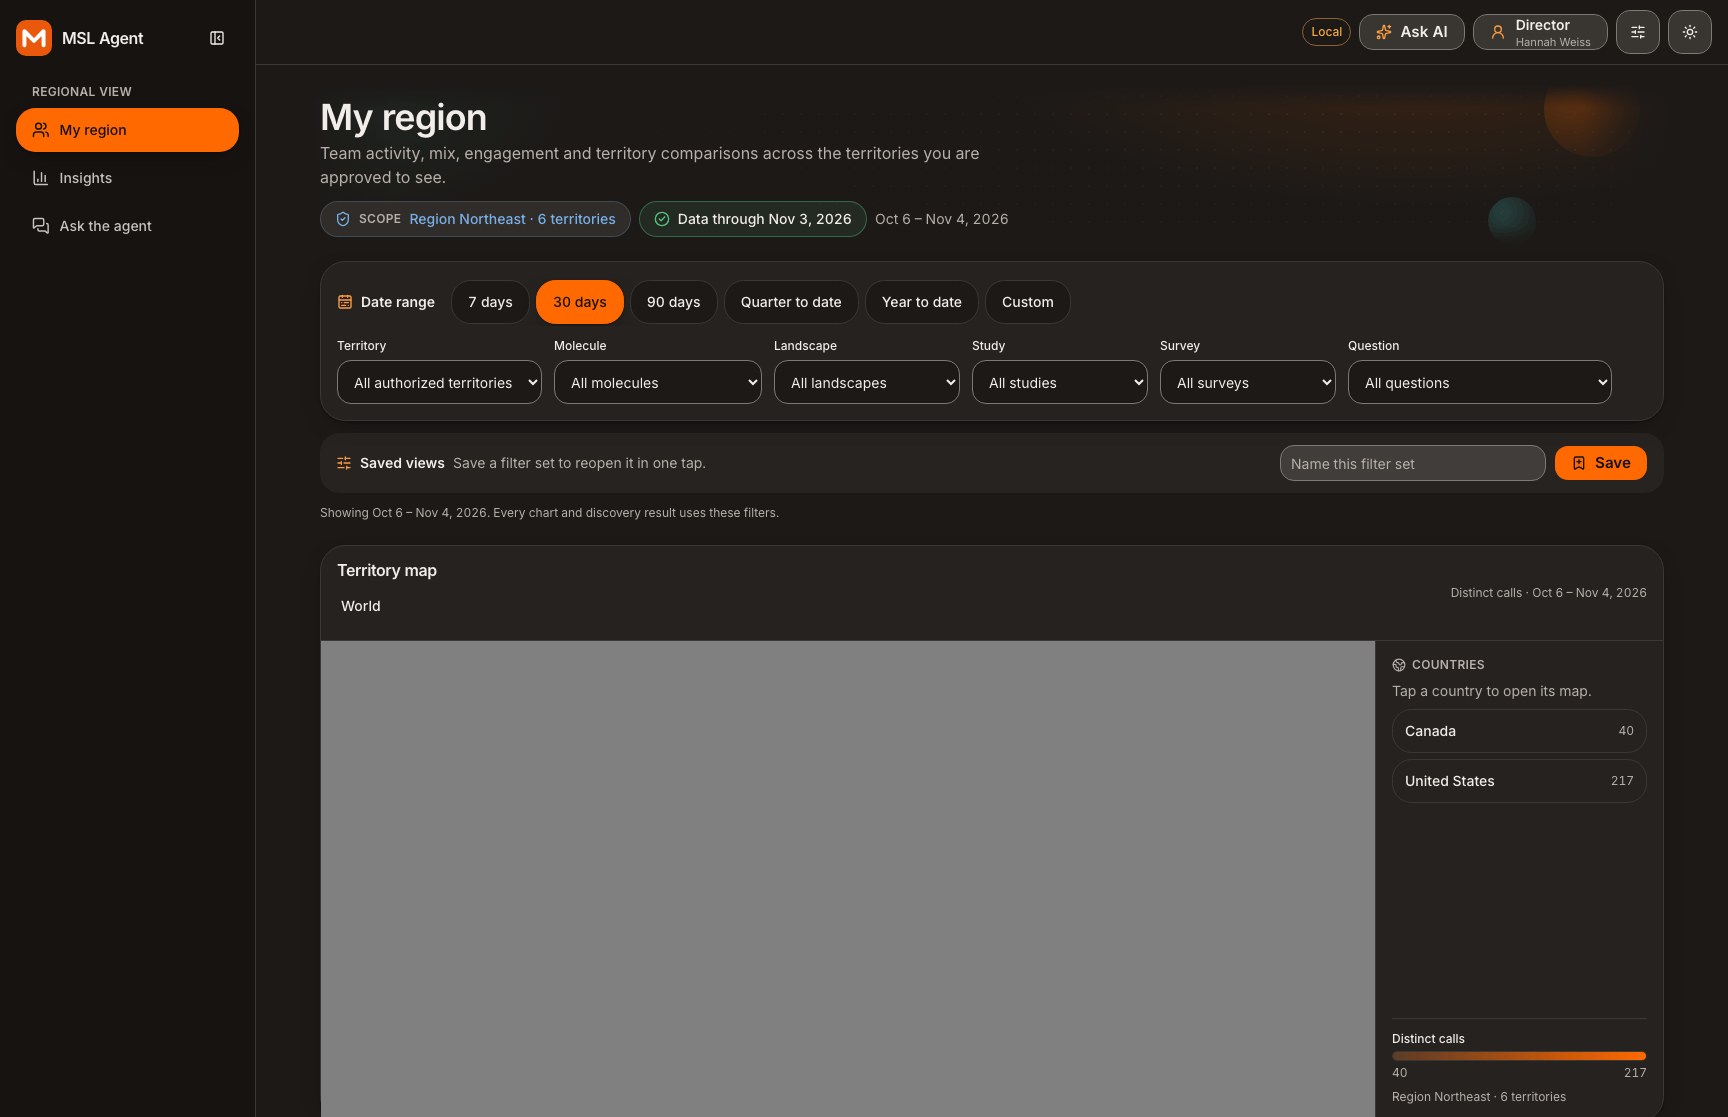 MSL Agent
Local
Ask AI
Director
Hannah Weiss
REGIONAL VIEW
My region
Insights
Ask the agent
My region
Team activity, mix, engagement and territory comparisons across the territories you are
approved to see.
SCOPE Region Northeast · 6 territories
Data through Nov 3, 2026
Oct 6 – Nov 4, 2026
Date range
7 days
30 days
90 days
Quarter to date
Year to date
Custom
Territory
Molecule
Landscape
Study
Survey
Question
All authorized territories
All molecules
All landscapes
All studies
All surveys
All questions
Saved views Save a filter set to reopen it in one tap.
Name this filter set
Save
Showing Oct 6 – Nov 4, 2026. Every chart and discovery result uses these filters.
Territory map
World
Distinct calls · Oct 6 – Nov 4, 2026
COUNTRIES
Tap a country to open its map.
Canada 40
United States 217
Distinct calls
40 217
Region Northeast · 6 territories